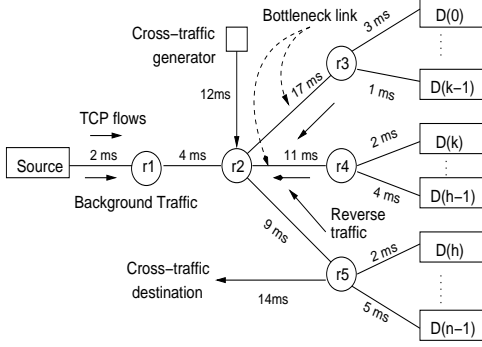 Cross-traffic
generator
Bottleneck link
3 ms
D(0)
r3
17 ms
1 ms
D(k-1)
12ms
TCP flows
Source
2 ms
r1
4 ms
r2
11 ms
r4
2 ms
D(k)
4 ms
D(h-1)
Background Traffic
Reverse
traffic
9 ms
Cross-traffic
destination
14ms
r5
2 ms
D(h)
5 ms
D(n-1)